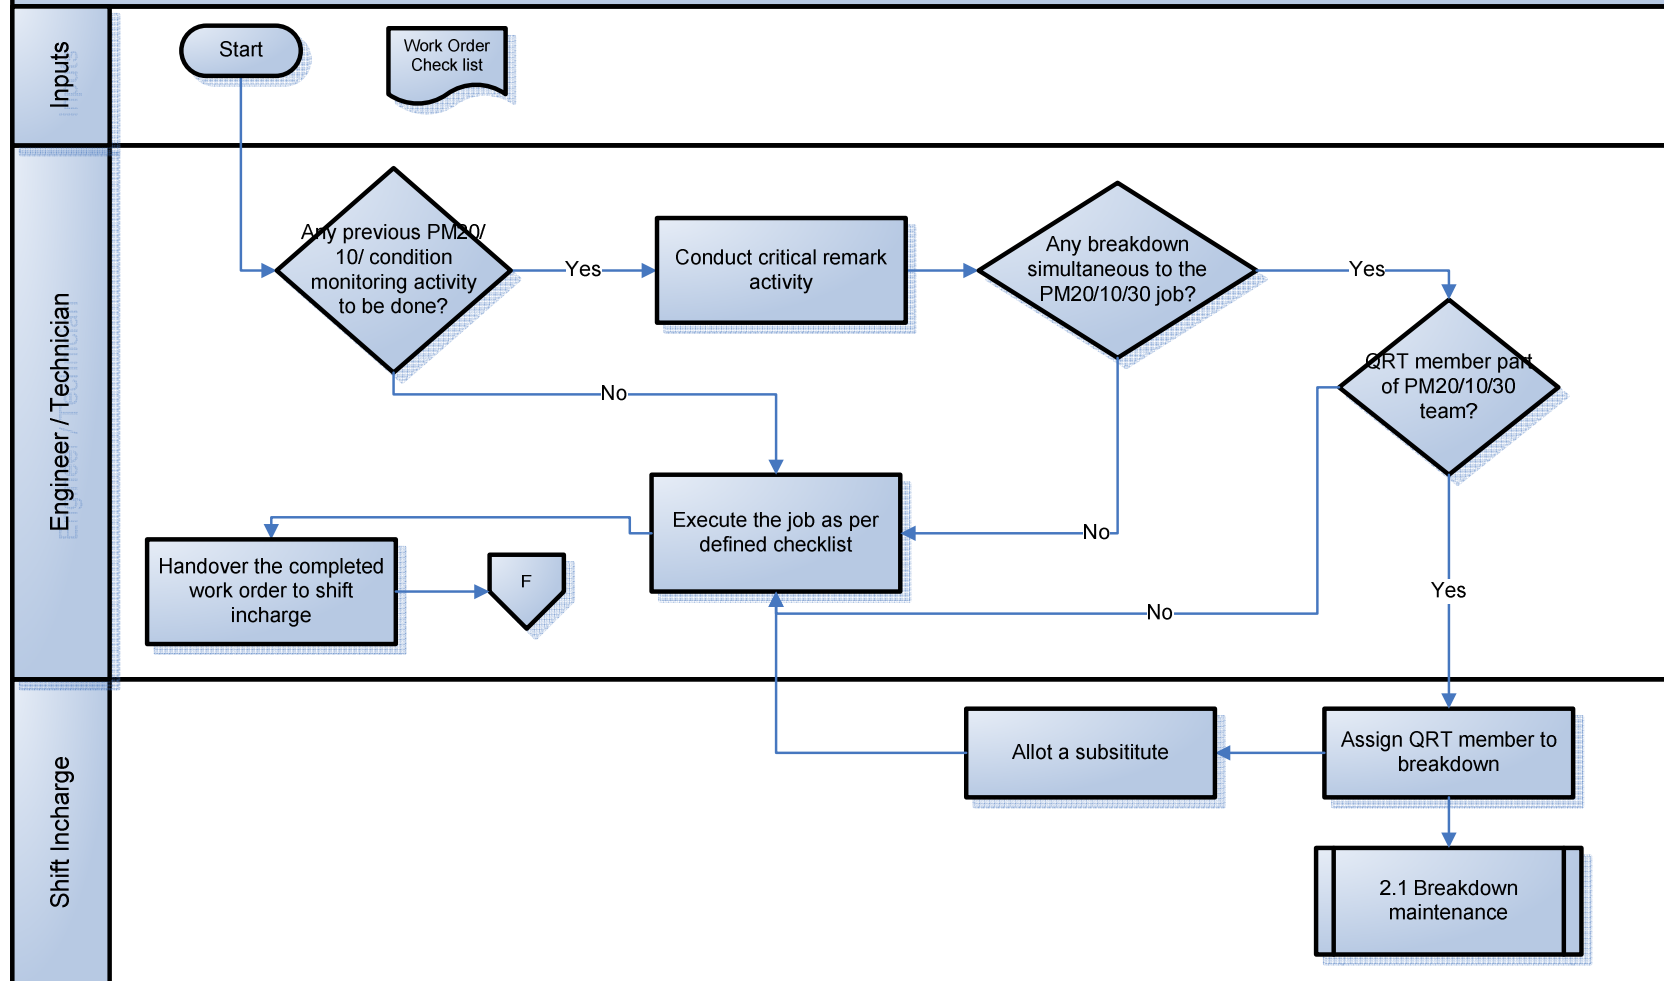 Inputs
Start
Work Order
Check list
Engineer / Technician
Any previous PM20/
10/ condition
monitoring activity
to be done?
Yes
Conduct critical remark
activity
Any breakdown
simultaneous to the
PM20/10/30 job?
Yes
QRT member part
of PM20/10/30
team?
No
Execute the job as per
defined checklist
No
Handover the completed
work order to shift
incharge
F
No
Yes
Shift Incharge
Allot a subsititute
Assign QRT member to
breakdown
2.1 Breakdown
maintenance